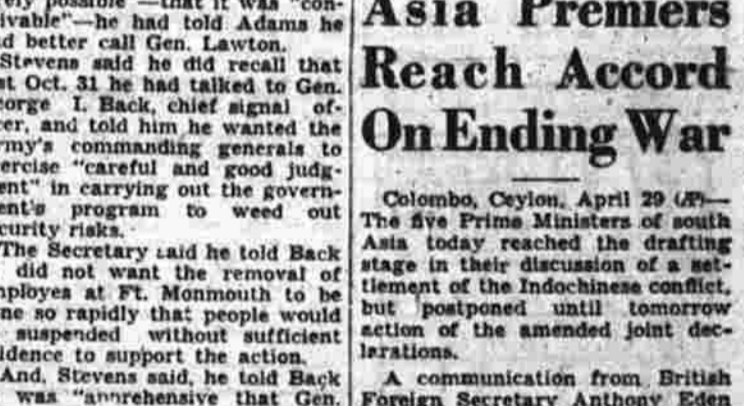 ely possible—that it was "con-
ivable"—he had told Adams he
d better call Gen. Lawton.
Stevens said he did recall that
st Oct. 31 he had talked to Gen.
eorge I. Back, chief signal of-
cer, and told him he wanted the
rmy's commanding generals to
ercise "careful and good judg-
ent" in carrying out the govern-
ent's program to weed out
curity risks.
The Secretary said he told Back
did not want the removal of
mployes at Ft. Monmouth to be
ne so rapidly that people would
suspended without sufficient
idence to support the action.
And, Stevens said, he told Back
was "apprehensive that Gen.
Asia Premiers
Reach Accord
On Ending War
Colombo, Ceylon, April 29 (AP)—
The five Prime Ministers of south
Asia today reached the drafting
stage in their discussion of a set-
tlement of the Indochinese conflict,
but postponed until tomorrow
action of the amended joint dec-
larations.
A communication from British
Foreign Secretary Anthony Eden